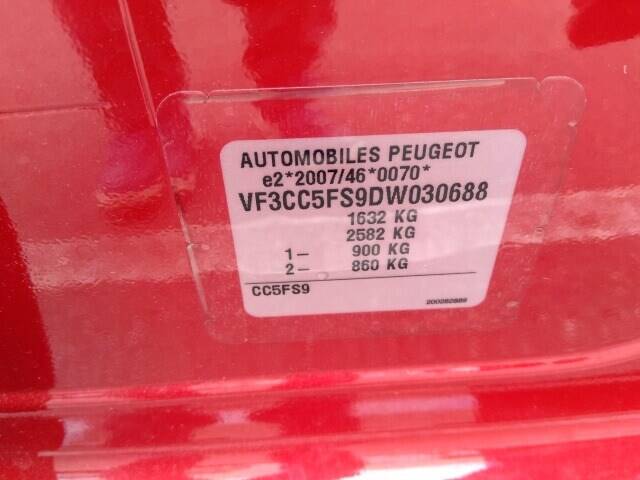 AUTOMOBILES PEUGEOT
e2*2007/46*0070*
VF3CC5FS9DW030688
1632 KG
2582 KG
1– 900 KG
2– 860 KG
CC5FS9